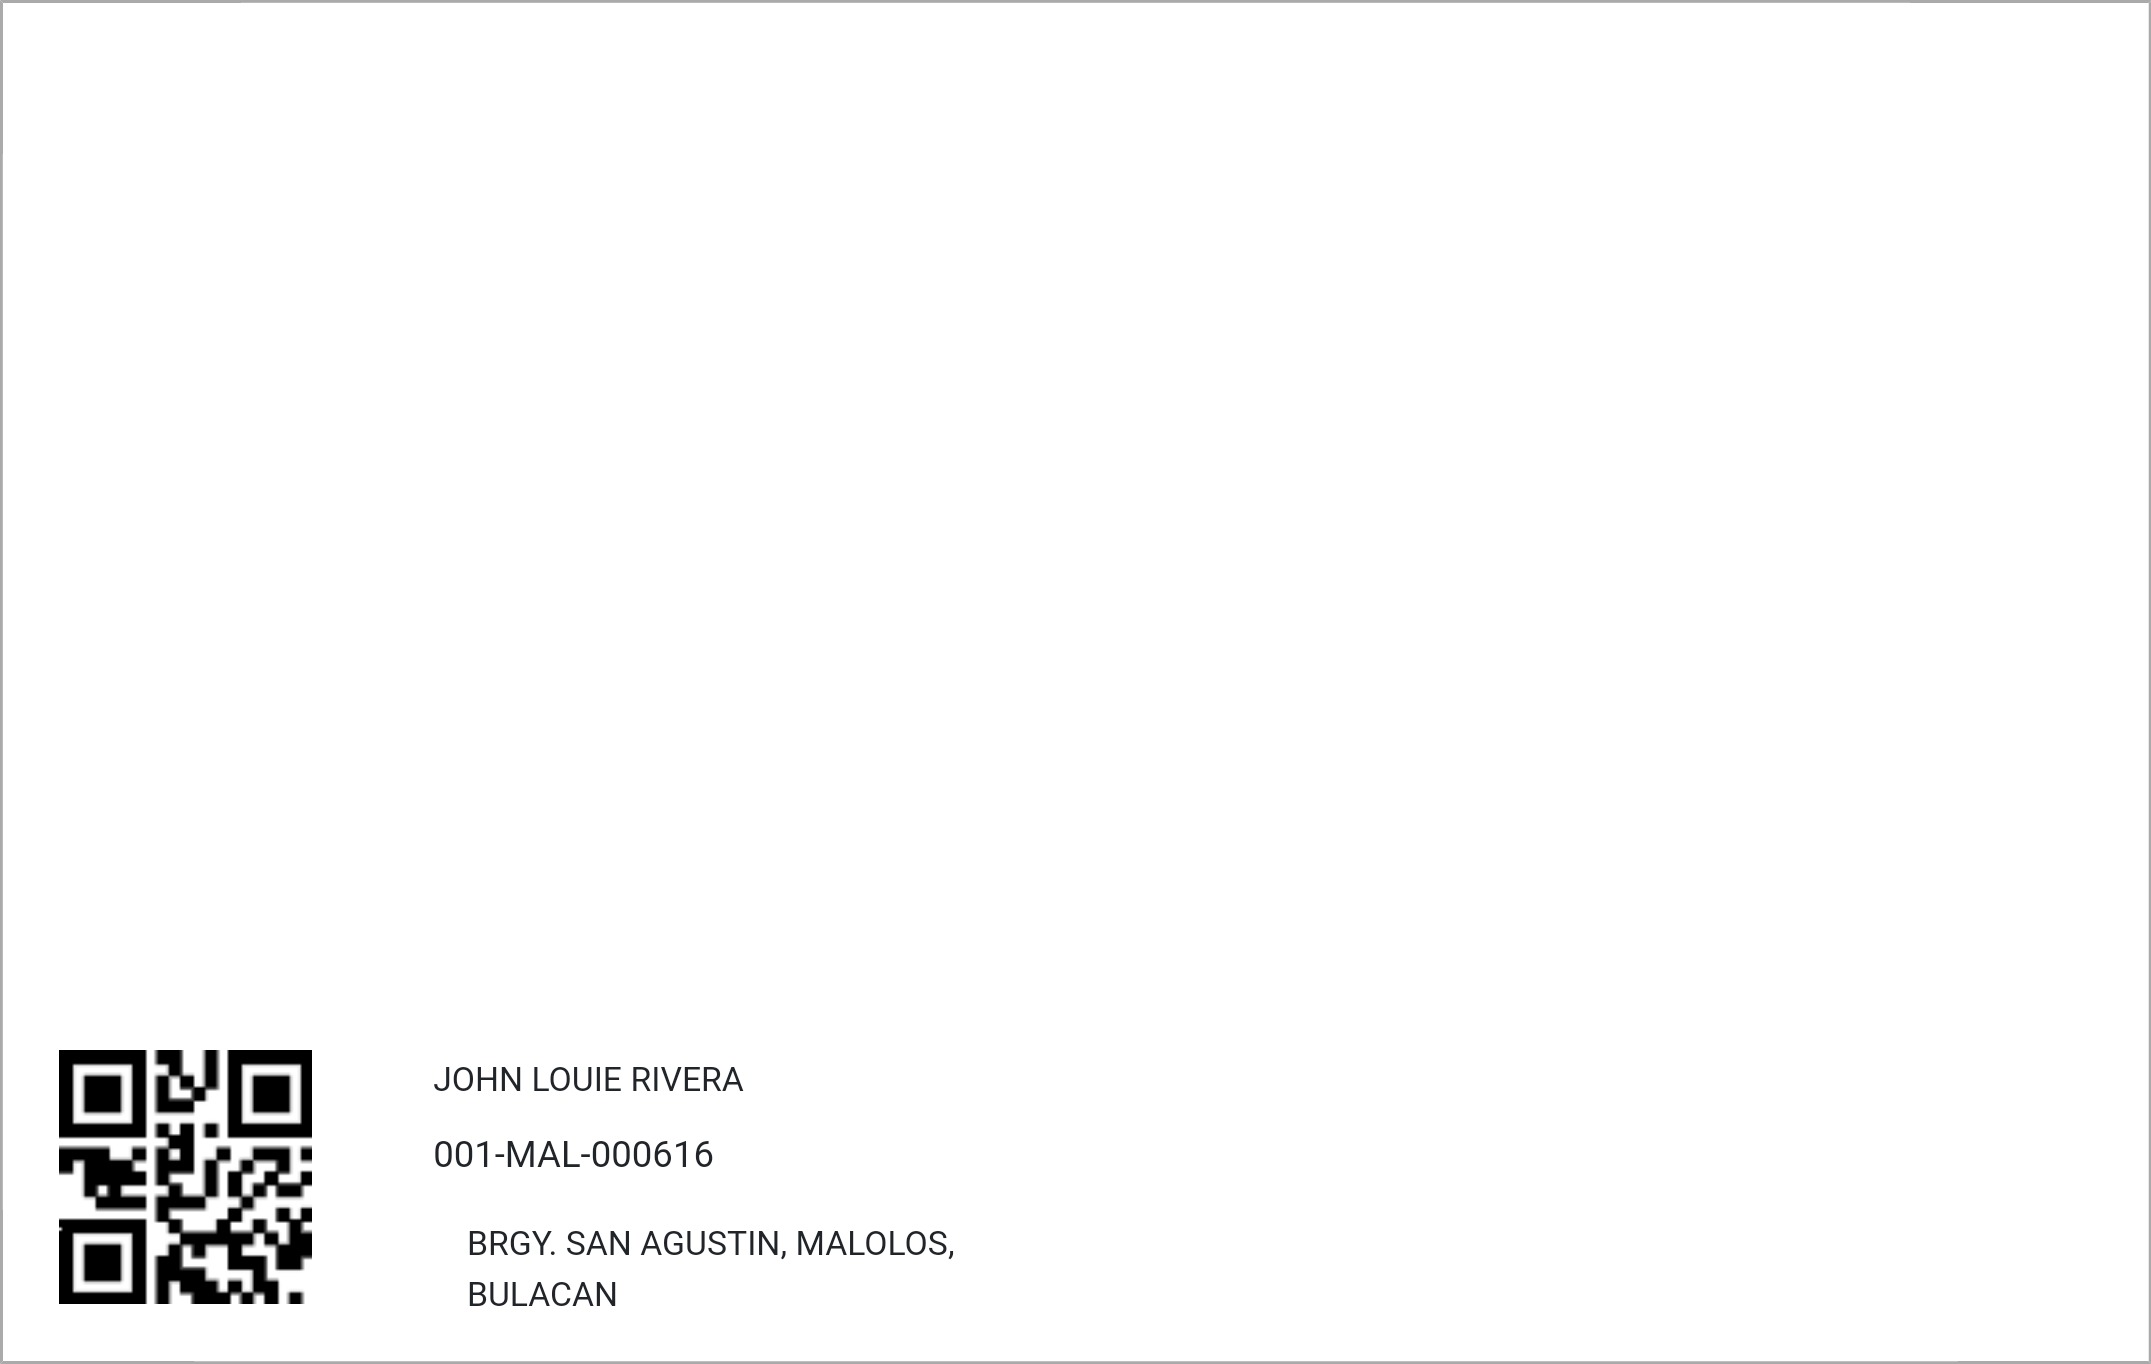 JOHN LOUIE RIVERA
001-MAL-000616
BRGY. SAN AGUSTIN, MALOLOS,
BULACAN